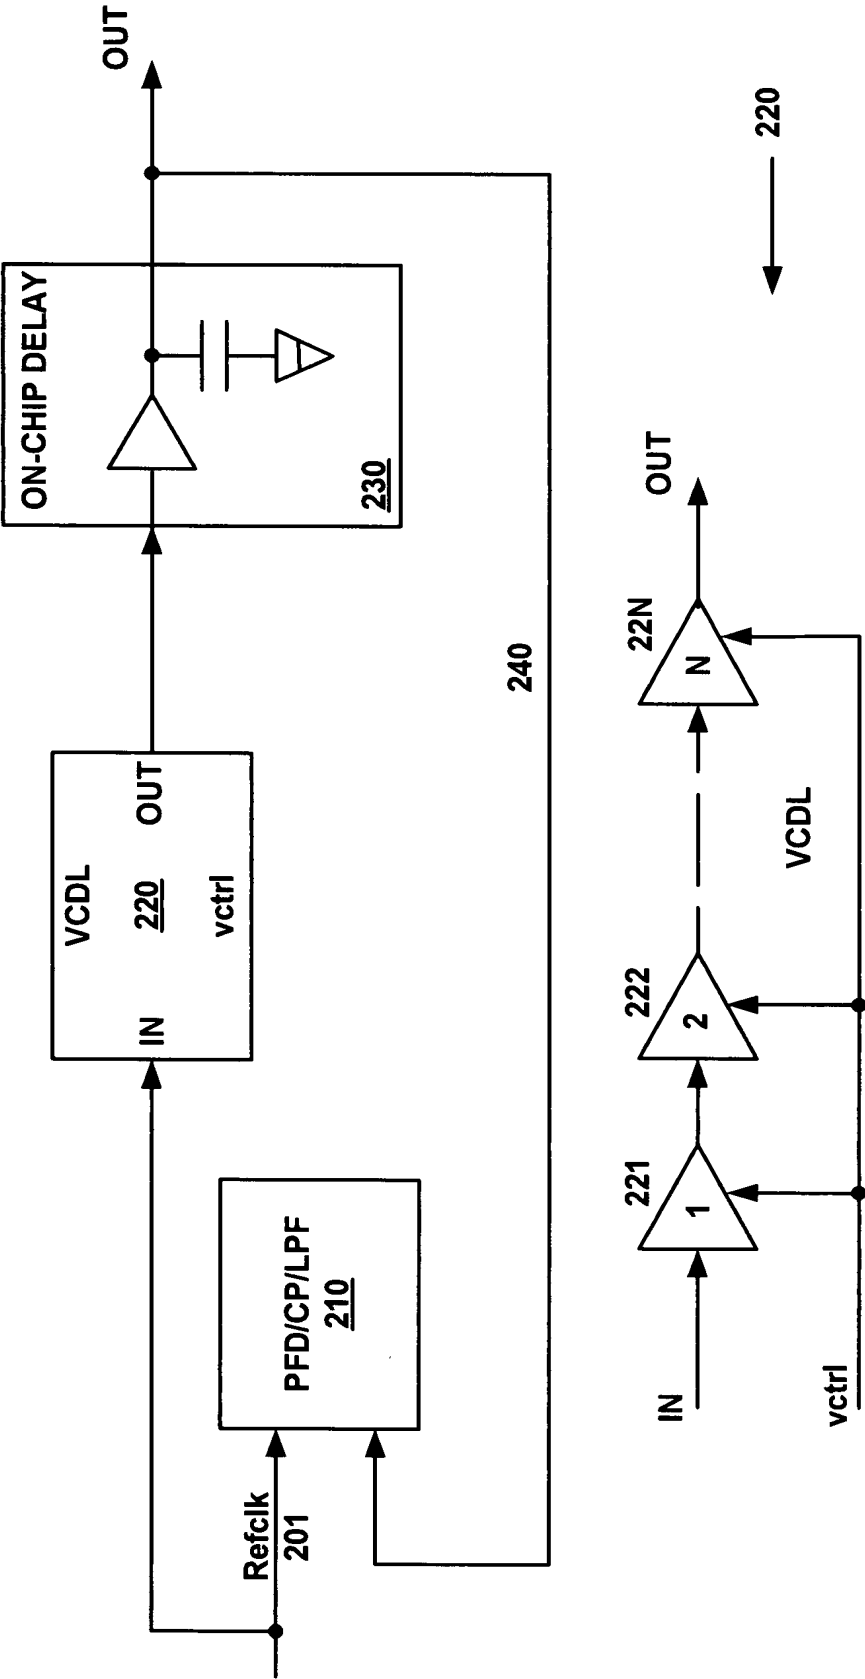 OUT
ON-CHIP DELAY
230
VCDL
IN
220
OUT
vctrl
PFD/CP/LPF
210
Refclk
201
240
IN
221
1
222
2
22N
N
OUT
vctrl
VCDL
220